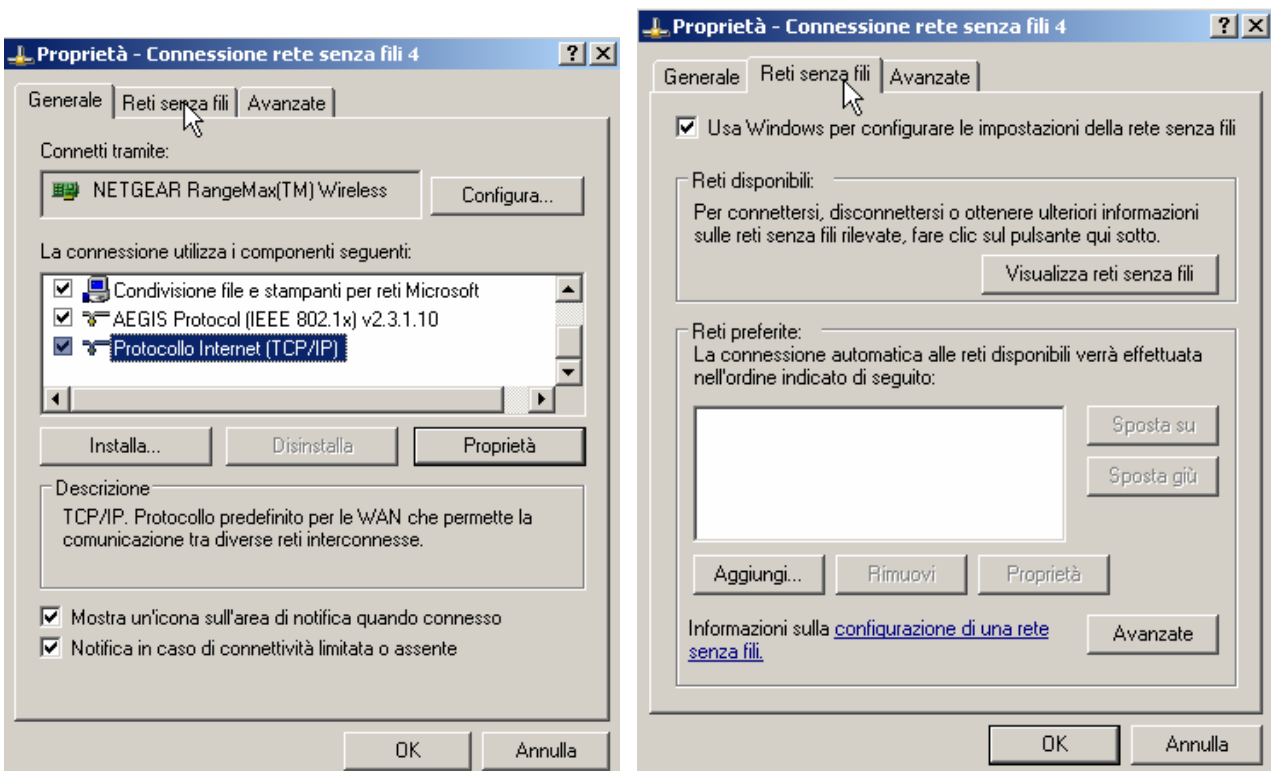 Proprietà - Connessione rete senza fili 4
Generale
Reti senza fili
Avanzate
Connetti tramite:
NETGEAR RangeMax(TM) Wireless
Configura...
La connessione utilizza i componenti seguenti:
Condivisione file e stampanti per reti Microsoft
AEGIS Protocol (IEEE 802.1x) v2.3.1.10
Protocollo Internet (TCP/IP)
Installa...
Disinstalla
Proprietà
Descrizione
TCP/IP. Protocollo predefinito per le WAN che permette la
comunicazione tra diverse reti interconnesse.
Mostra un'icona sull'area di notifica quando connesso
Notifica in caso di connettività limitata o assente
OK
Annulla
Proprietà - Connessione rete senza fili 4
Generale
Reti senza fili
Avanzate
Usa Windows per configurare le impostazioni della rete senza fili
Reti disponibili:
Per connettersi, disconnettersi o ottenere ulteriori informazioni
sulle reti senza fili rilevate, fare clic sul pulsante qui sotto.
Visualizza reti senza fili
Reti preferite:
La connessione automatica alle reti disponibili verrà effettuata
nell'ordine indicato di seguito:
Sposta su
Sposta giù
Aggiungi...
Rimuovi
Proprietà
Informazioni sulla configurazione di una rete
senza fili.
Avanzate
OK
Annulla